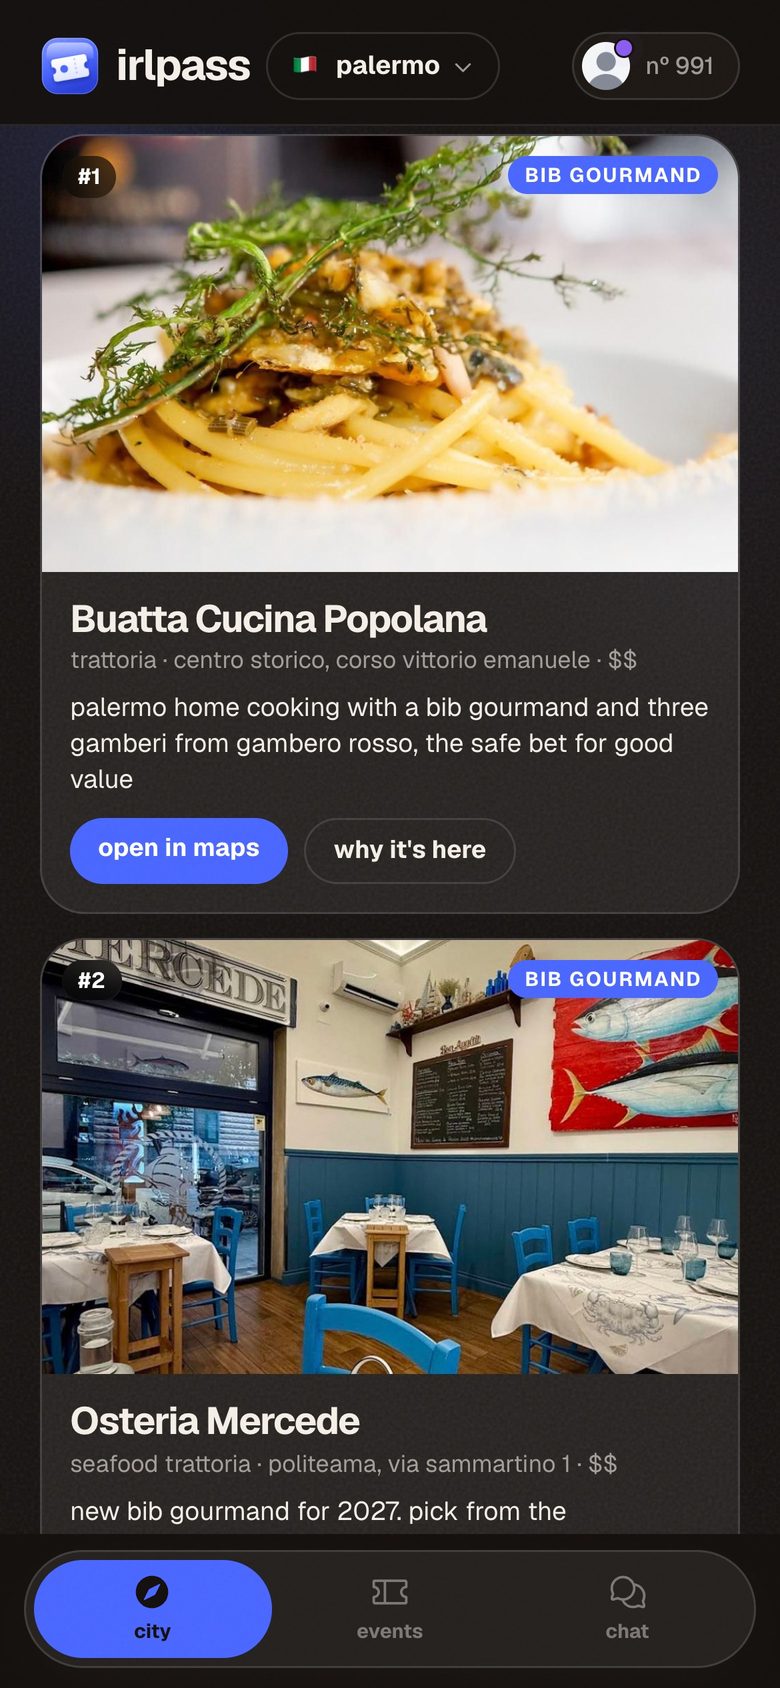 irlpass
palermo
nº 991
#1
BIB GOURMAND
Buatta Cucina Popolana
trattoria · centro storico, corso vittorio emanuele · $$
palermo home cooking with a bib gourmand and three
gamberi from gambero rosso, the safe bet for good
value
open in maps
why it's here
ERCEDE
#2
BIB GOURMAND
Bon Appetit
Osteria Mercede
seafood trattoria · politeama, via sammartino 1 · $$
new bib gourmand for 2027. pick from the
city
events
chat